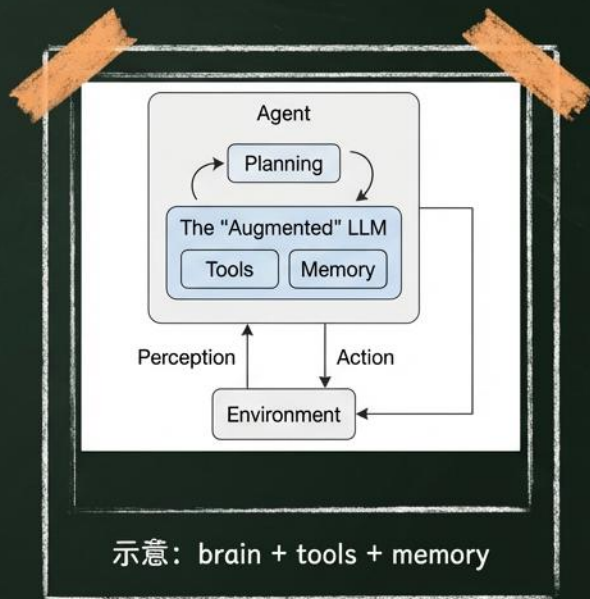 Agent
Planning
The "Augmented" LLM
Tools Memory
Perception Action
Environment
示意：brain + tools + memory